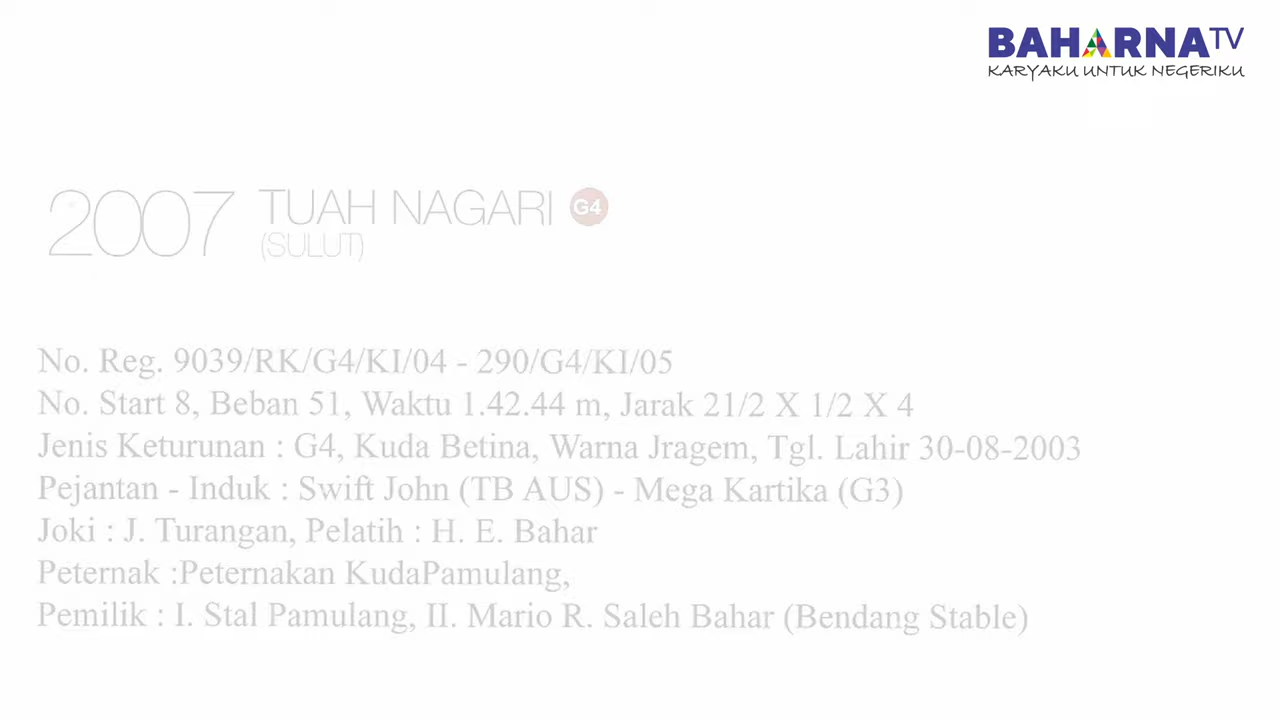 BAHARNA TV
KARYAKU UNTUK NEGERIKU
2007 TUAH NAGARI G4
(SULUT)
No. Reg. 9039/RK/G4/KI/04 - 290/G4/KI/05
No. Start 8, Beban 51, Waktu 1.42.44 m, Jarak 21/2 X 1/2 X 4
Jenis Keturunan : G4, Kuda Betina, Warna Jragem, Tgl. Lahir 30-08-2003
Pejantan - Induk : Swift John (TB AUS) - Mega Kartika (G3)
Joki : J. Turangan, Pelatih : H. E. Bahar
Peternak :Peternakan KudaPamulang,
Pemilik : I. Stal Pamulang, II. Mario R. Saleh Bahar (Bendang Stable)